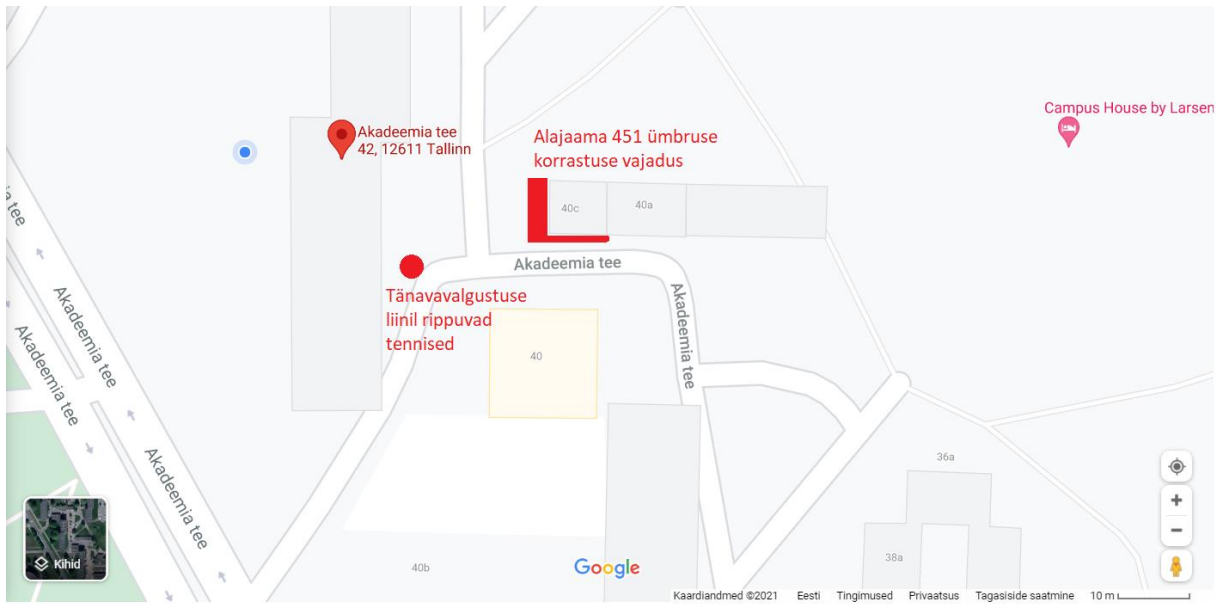 Campus House by Larsen
Akadeemia tee
42, 12611 Tallinn
Alajaama 451 ümbruse
korrastuse vajadus
40c
40a
Akadeemia tee
Tänavavalgustuse
liinil rippuvad
tennised
40
Akadeemia tee
tee
Akadeemia tee
Akadeemia tee
Akadeemia tee
36a
38a
40b
Kihid
Google
Kaardiandmed ©2021 Eesti Tingimused Privaatsus Tagasiside saatmine 10 m